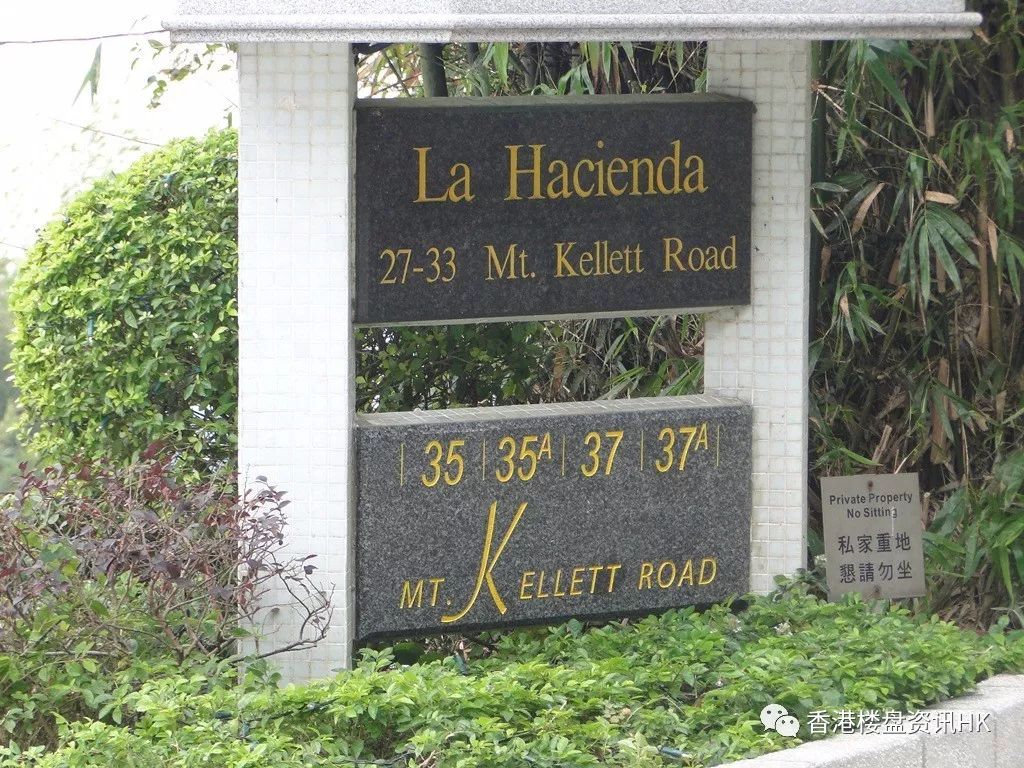 La Hacienda
27-33 Mt. Kellett Road
| 35 | 35A | 37 | 37A |
MT. KELLETT ROAD
Private Property
No Sitting
私家重地
懇請勿坐
香港楼盘资讯HK